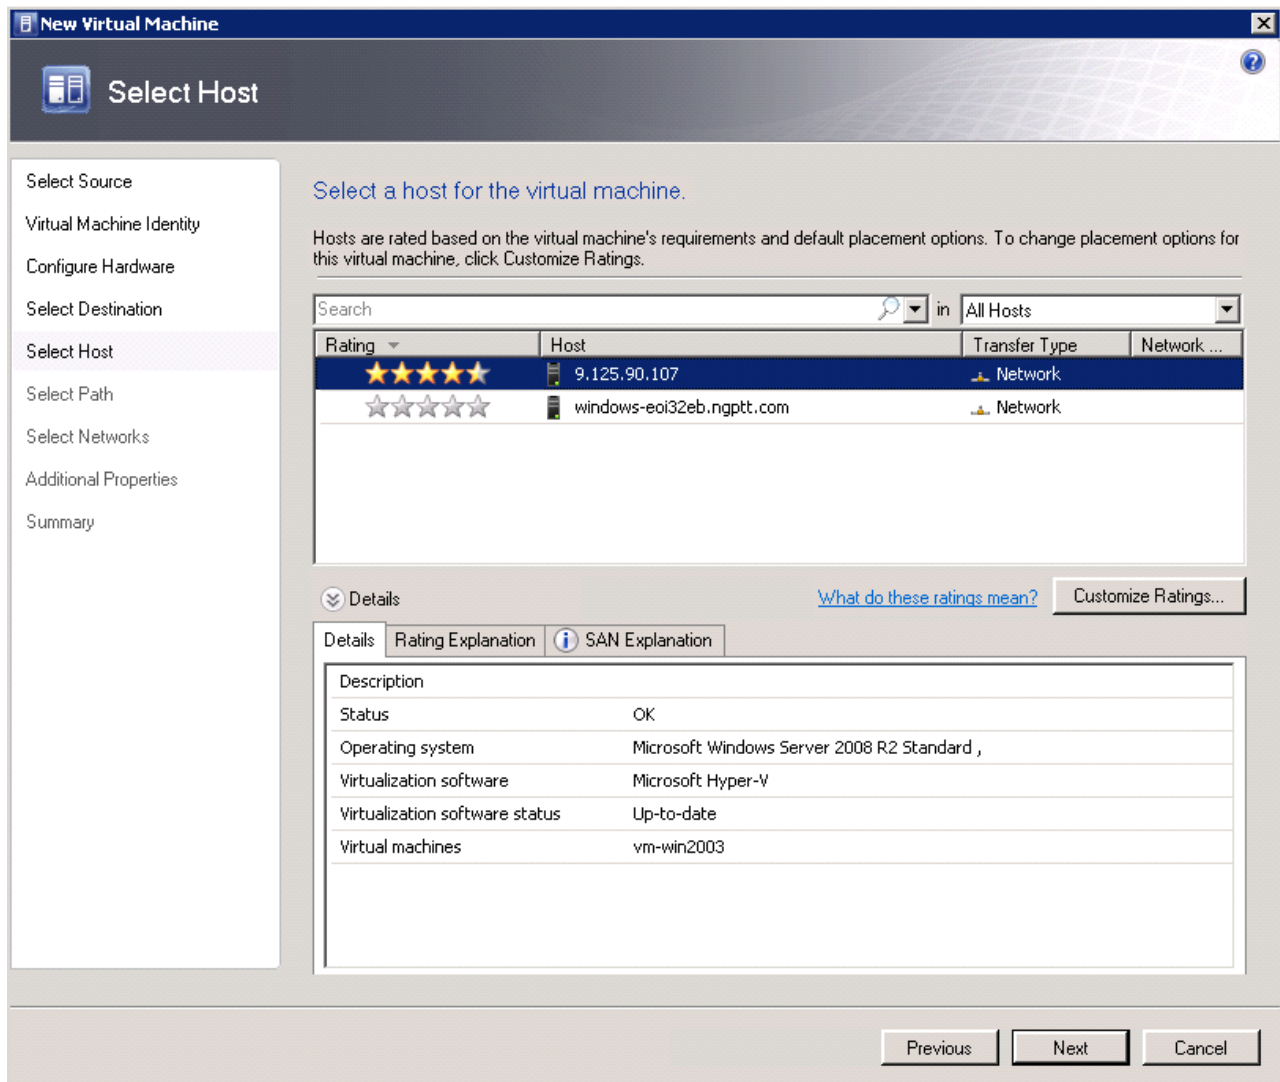 New Virtual Machine
Select Host
Select Source
Virtual Machine Identity
Configure Hardware
Select Destination
Select Host
Select Path
Select Networks
Additional Properties
Summary
Select a host for the virtual machine.
Hosts are rated based on the virtual machine's requirements and default placement options. To change placement options for
this virtual machine, click Customize Ratings.
Search in All Hosts
Rating Host Transfer Type Network ...
9.125.90.107 Network
windows-eoi32eb.ngptt.com Network
Details What do these ratings mean? Customize Ratings...
Details Rating Explanation SAN Explanation
Description
Status OK
Operating system Microsoft Windows Server 2008 R2 Standard ,
Virtualization software Microsoft Hyper-V
Virtualization software status Up-to-date
Virtual machines vm-win2003
Previous Next Cancel